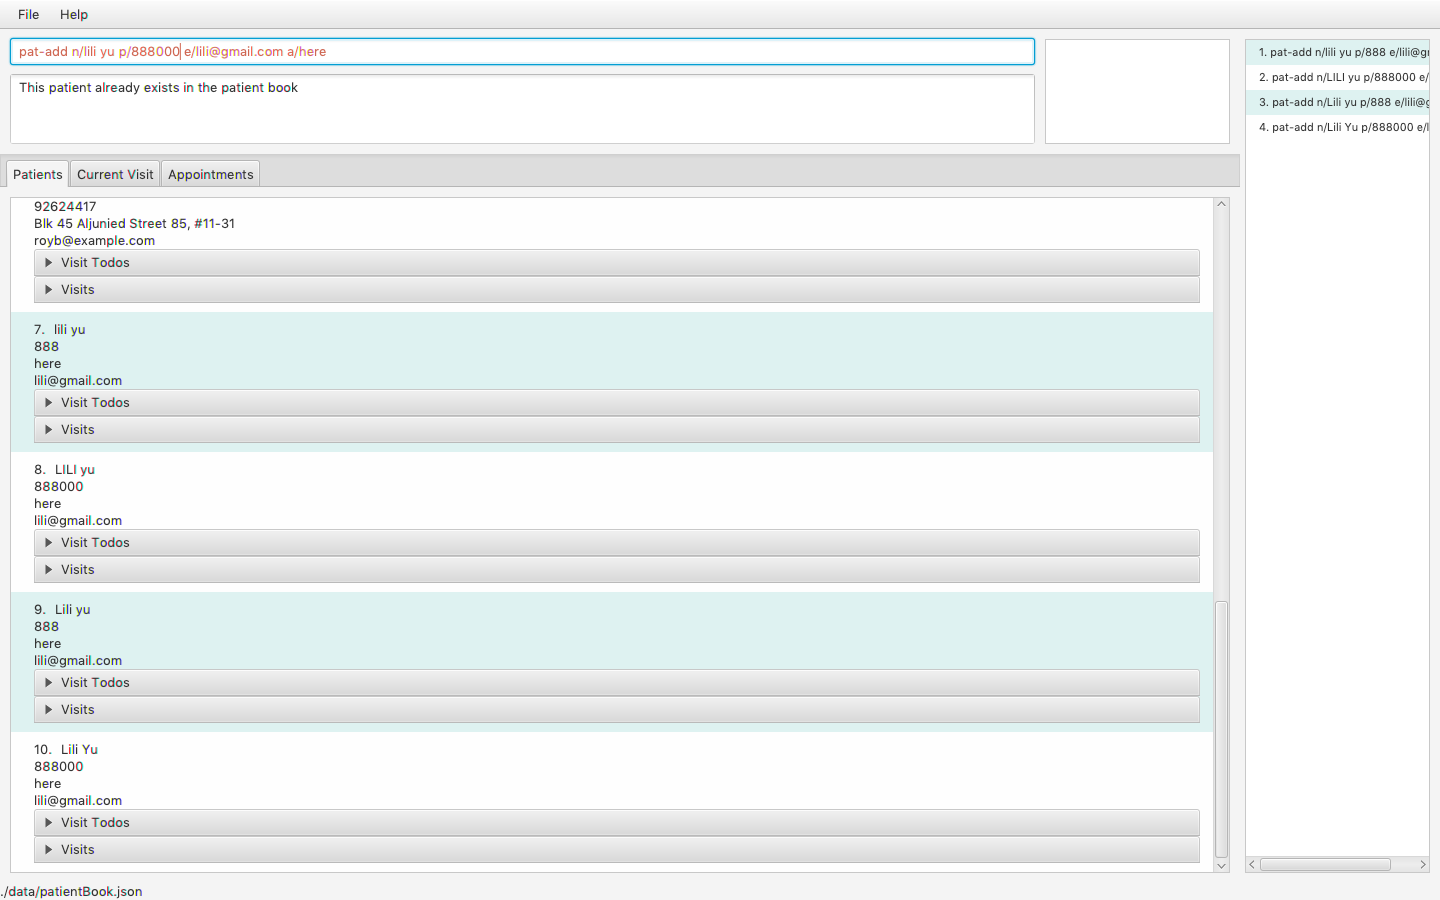 File Help
pat-add n/lili yu p/888000 e/lili@gmail.com a/here
This patient already exists in the patient book
1. pat-add n/lili yu p/888 e/lili@g
2. pat-add n/LILI yu p/888000 e/
3. pat-add n/Lili yu p/888 e/lili@g
4. pat-add n/Lili Yu p/888000 e/l
Patients Current Visit Appointments
92624417
Blk 45 Aljunied Street 85, #11-31
royb@example.com
Visit Todos
Visits
7. lili yu
888
here
lili@gmail.com
Visit Todos
Visits
8. LILI yu
888000
here
lili@gmail.com
Visit Todos
Visits
9. Lili yu
888
here
lili@gmail.com
Visit Todos
Visits
10. Lili Yu
888000
here
lili@gmail.com
Visit Todos
Visits
./data/patientBook.json